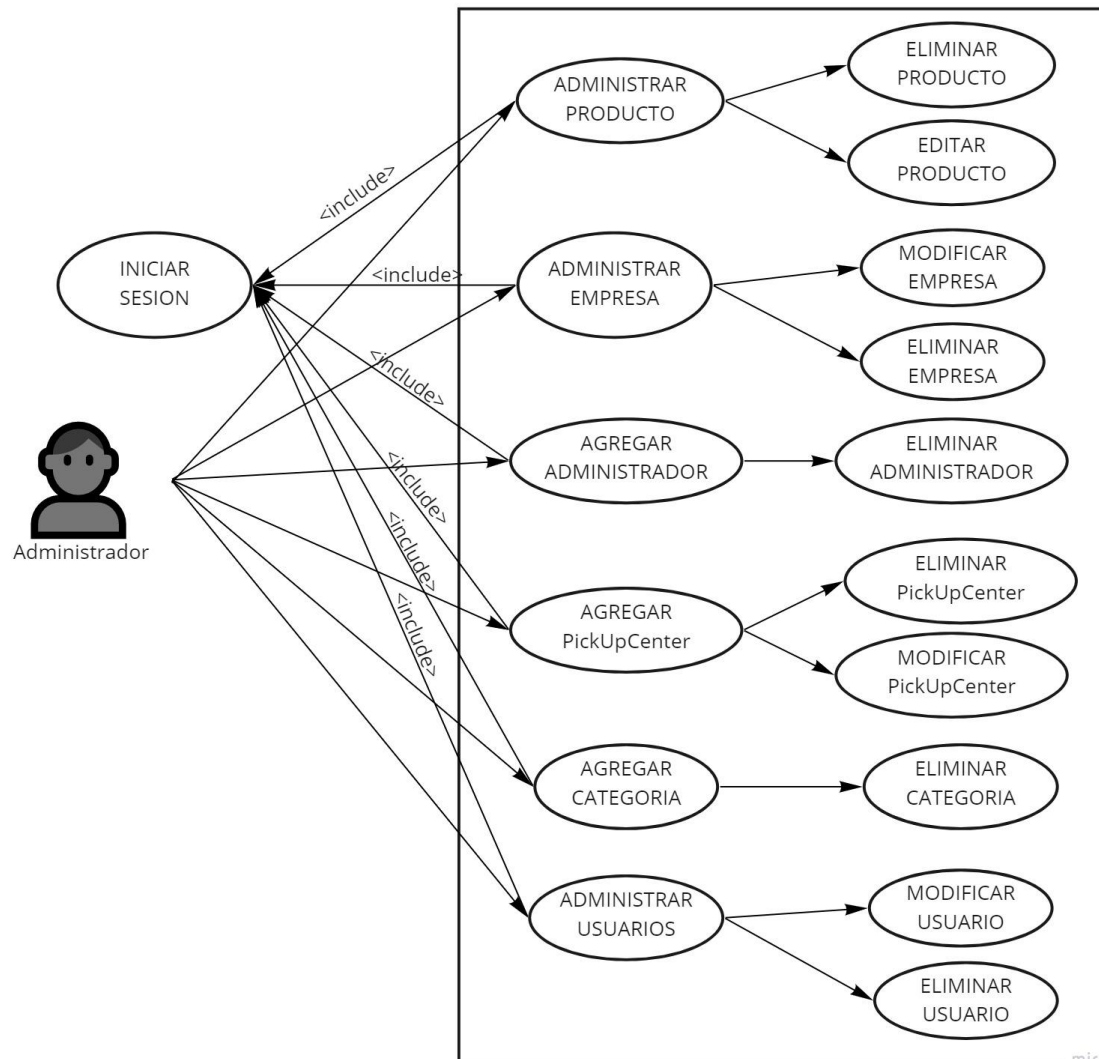 ELIMINAR
PRODUCTO
ADMINISTRAR
PRODUCTO
EDITAR
PRODUCTO
<include>
INICIAR
SESION
<include>
ADMINISTRAR
EMPRESA
MODIFICAR
EMPRESA
ELIMINAR
EMPRESA
<include>
AGREGAR
ADMINISTRADOR
ELIMINAR
ADMINISTRADOR
Administrador
<include>
<include>
<include>
AGREGAR
PickUpCenter
ELIMINAR
PickUpCenter
MODIFICAR
PickUpCenter
AGREGAR
CATEGORIA
ELIMINAR
CATEGORIA
ADMINISTRAR
USUARIOS
MODIFICAR
USUARIO
ELIMINAR
USUARIO